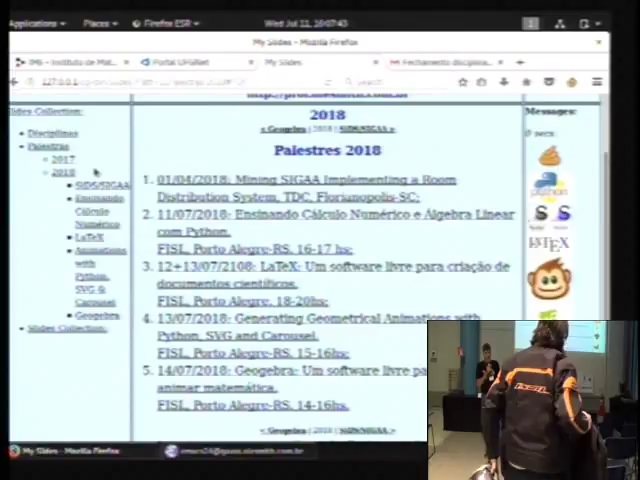 Applications
Places
Firefox ESR
Wed Jul 11, 16:07:43
1
My Slides - Mozilla Firefox
Portal UFGNet
My Slides
Search
Slides Collection:
Disciplinas
Palestras
2017
2018
SIDS/SIGAA
Ensinando
Cálculo
Numérico
LaTeX
Animations
with
Python,
SVG &
Carousel
Geogebra
Slides Collection:
2018
< Geogebra | 2018 | SIDS/SIGAA >
Palestres 2018
1. 01/04/2018: Mining SIGAA Implementing a Room
Distribution System, TDC, Florianopolis-SC;
2. 11/07/2018: Ensinando Cálculo Numérico e Álgebra Linear
com Python,
FISL, Porto Alegre-RS, 16-17 hs;
3. 12+13/07/2108: LaTeX: Um software livre para criação de
documentos científicos,
FISL, Porto Alegre, 18-20hs;
4. 13/07/2018: Generating Geometrical Animations with
Python, SVG and Carousel,
FISL, Porto Alegre-RS, 15-16hs;
5. 14/07/2018: Geogebra: Um software livre pa
animar matemática,
FISL, Porto Alegre-RS, 14-16hs,
< Geogebra | 2018 | SIDS/SIGAA >
Messages:
0 secs
python
LATEX
My Slides - Mozilla Firefox